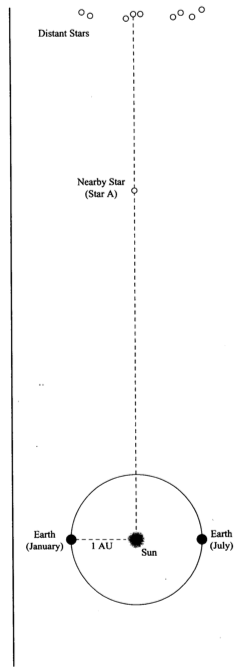 Distant Stars
Nearby Star
(Star A)
Earth
(January)
1 AU
Sun
Earth
(July)